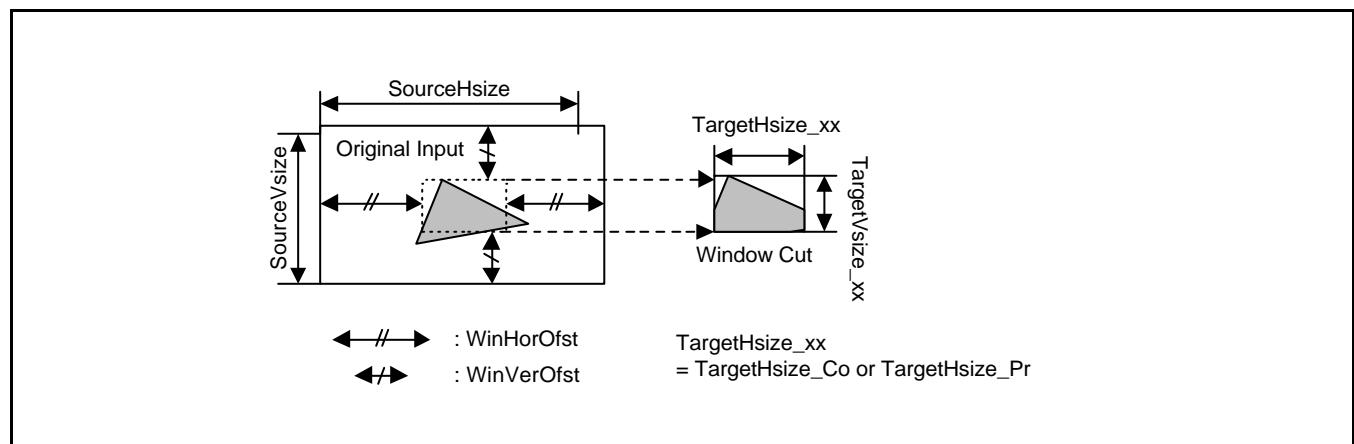 SourceHsize
TargetHsize_xx
Original Input
SourceVsize
TargetVsize_xx
Window Cut
: WinHorOfst
: WinVerOfst
TargetHsize_xx
= TargetHsize_Co or TargetHsize_Pr